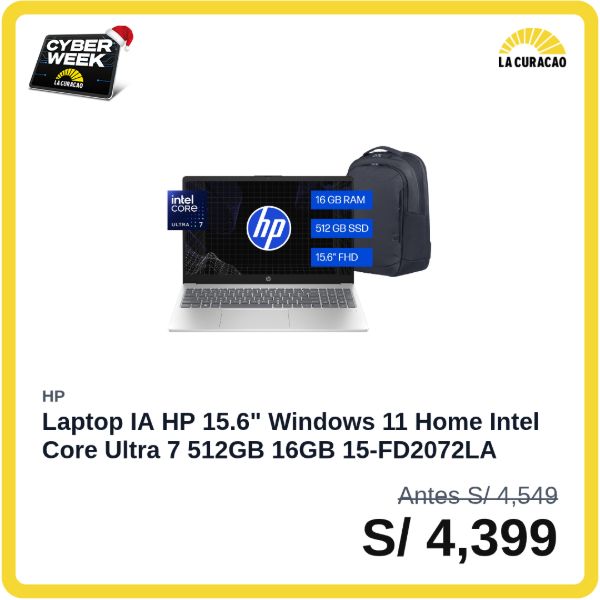 CYBER
WEEK
LA CURACAO
LA CURACAO
intel
CORE
ULTRA 7
hp
16 GB RAM
512 GB SSD
15.6" FHD
HP
Laptop IA HP 15.6" Windows 11 Home Intel
Core Ultra 7 512GB 16GB 15-FD2072LA
Antes S/ 4,549
S/ 4,399